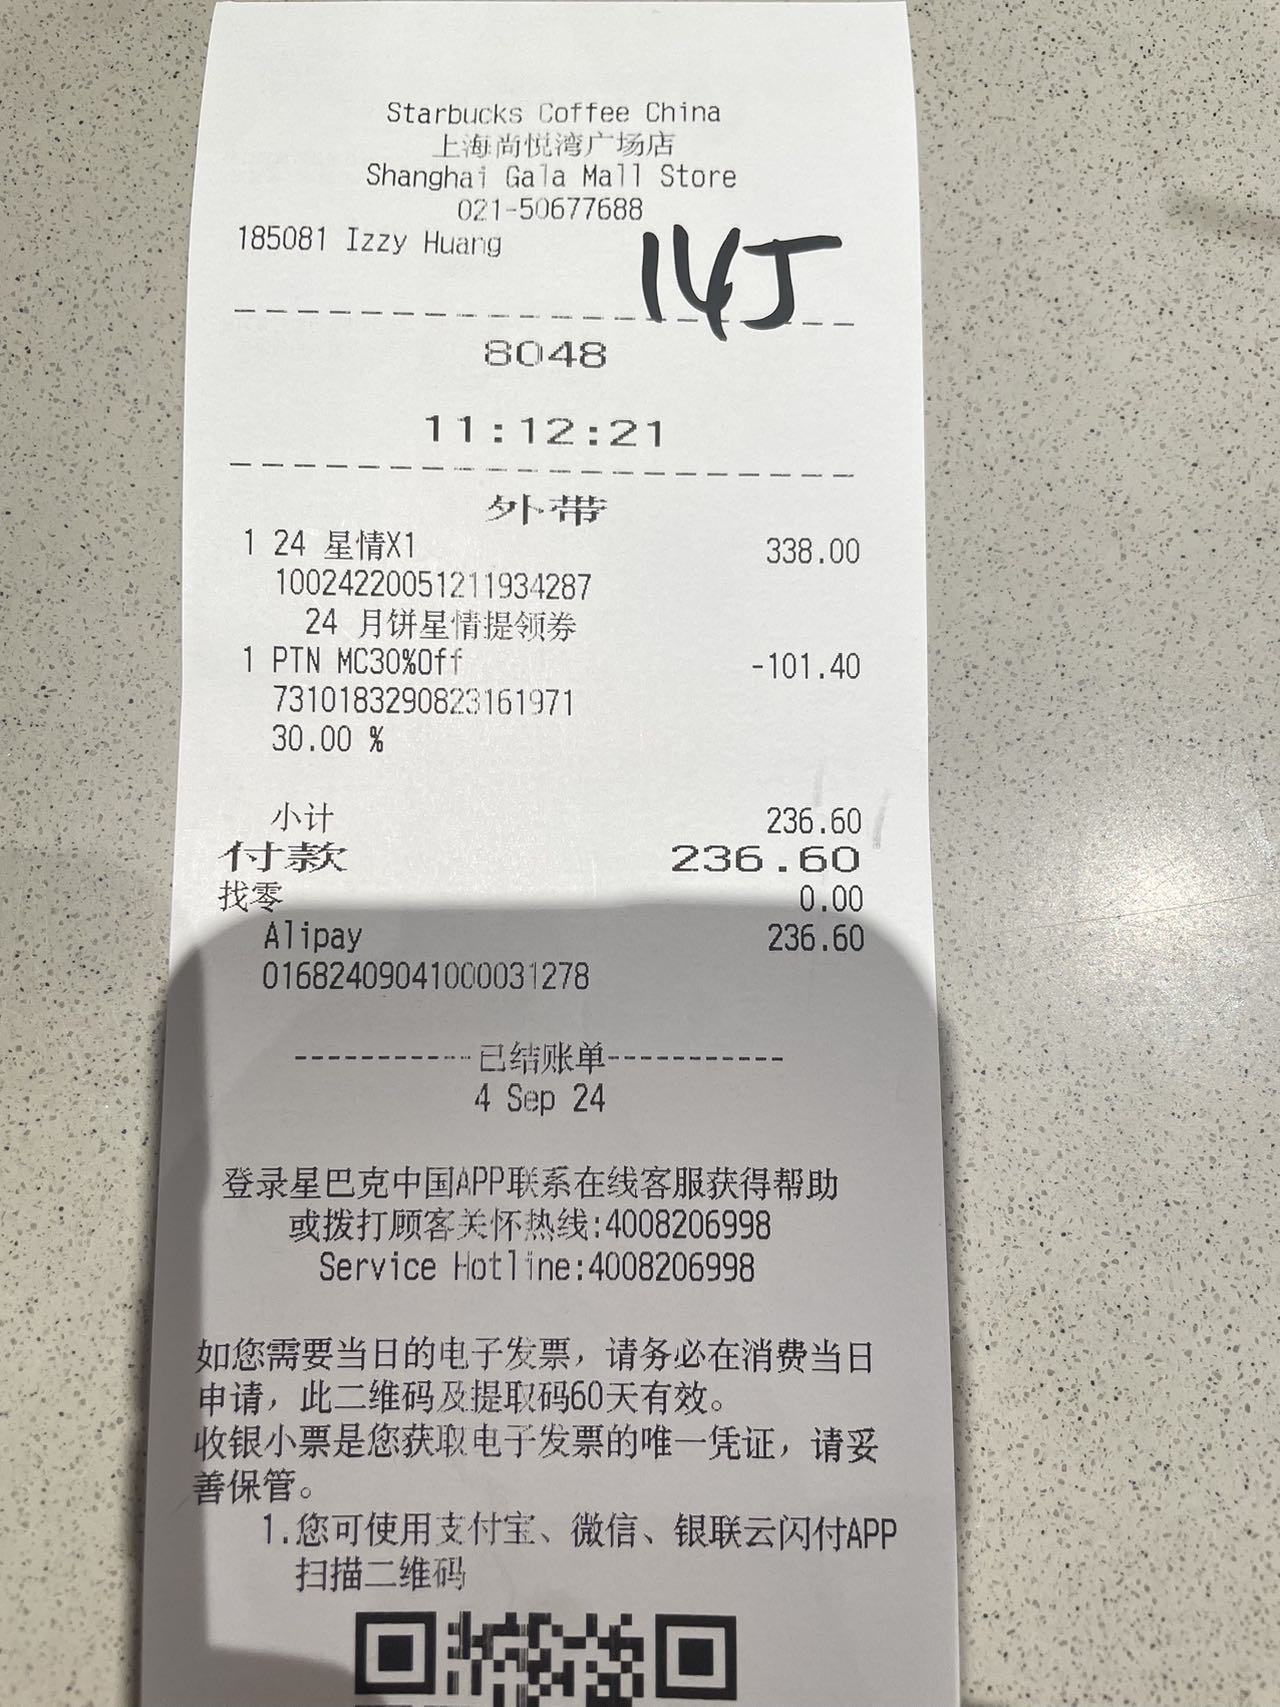 Starbucks Coffee China
上海尚悦湾广场店
Shanghai Gala Mall Store
021-50677688
185081 Izzy Huang
14J
8048
11:12:21
外带
1 24 星情X1 338.00
10024220051211934287
24 月饼星情提领券
1 PTN MC30%Off -101.40
7310183290823161971
30.00 %
小计 236.60
付款 236.60
找零 0.00
Alipay 236.60
01682409041000031278
-----------已结账单-----------
4 Sep 24
登录星巴克中国APP联系在线客服获得帮助
或拨打顾客关怀热线:4008206998
Service Hotline:4008206998
如您需要当日的电子发票，请务必在消费当日
申请，此二维码及提取码60天有效。
收银小票是您获取电子发票的唯一凭证，请妥
善保管。
1.您可使用支付宝、微信、银联云闪付APP
扫描二维码